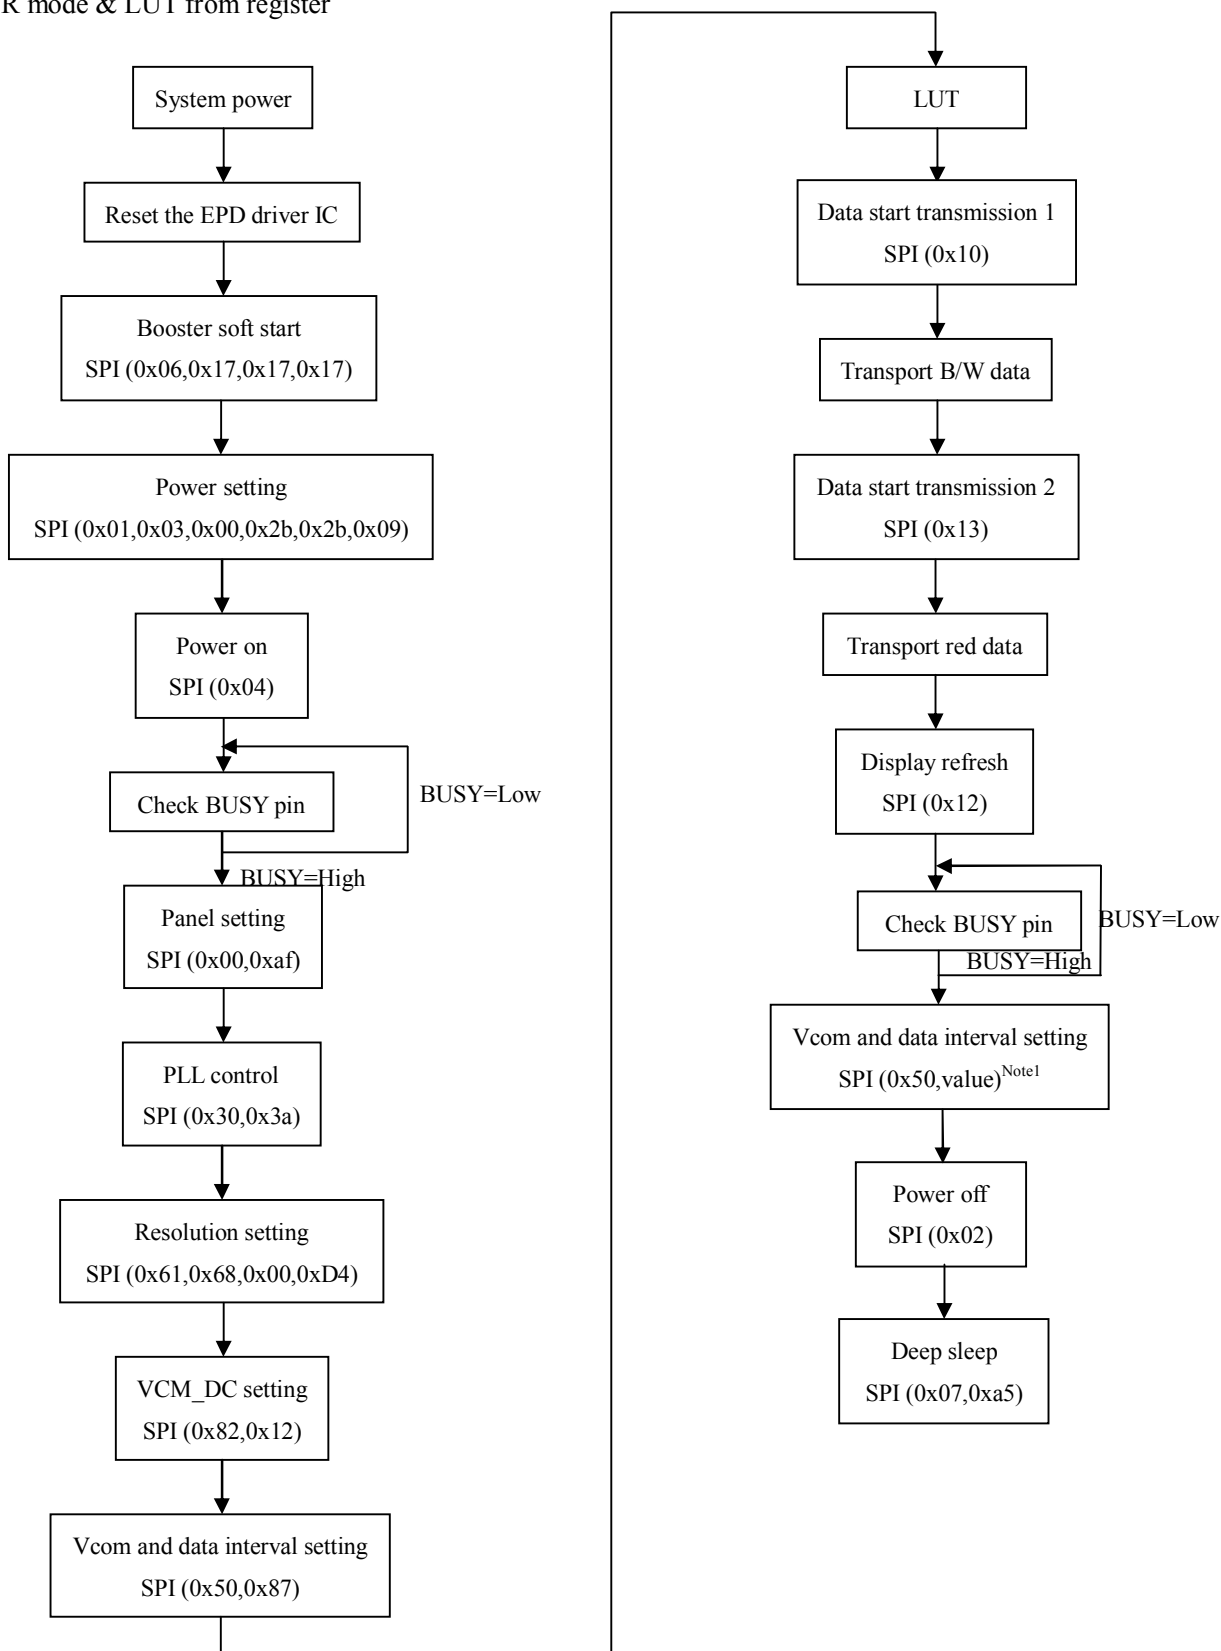 R mode & LUT from register
System power
Reset the EPD driver IC
Booster soft start
SPI (0x06,0x17,0x17,0x17)
Power setting
SPI (0x01,0x03,0x00,0x2b,0x2b,0x09)
Power on
SPI (0x04)
Check BUSY pin
BUSY=Low
BUSY=High
Panel setting
SPI (0x00,0xaf)
PLL control
SPI (0x30,0x3a)
Resolution setting
SPI (0x61,0x68,0x00,0xD4)
VCM_DC setting
SPI (0x82,0x12)
Vcom and data interval setting
SPI (0x50,0x87)
LUT
Data start transmission 1
SPI (0x10)
Transport B/W data
Data start transmission 2
SPI (0x13)
Transport red data
Display refresh
SPI (0x12)
Check BUSY pin
BUSY=Low
BUSY=High
Vcom and data interval setting
SPI (0x50,value)Note1
Power off
SPI (0x02)
Deep sleep
SPI (0x07,0xa5)